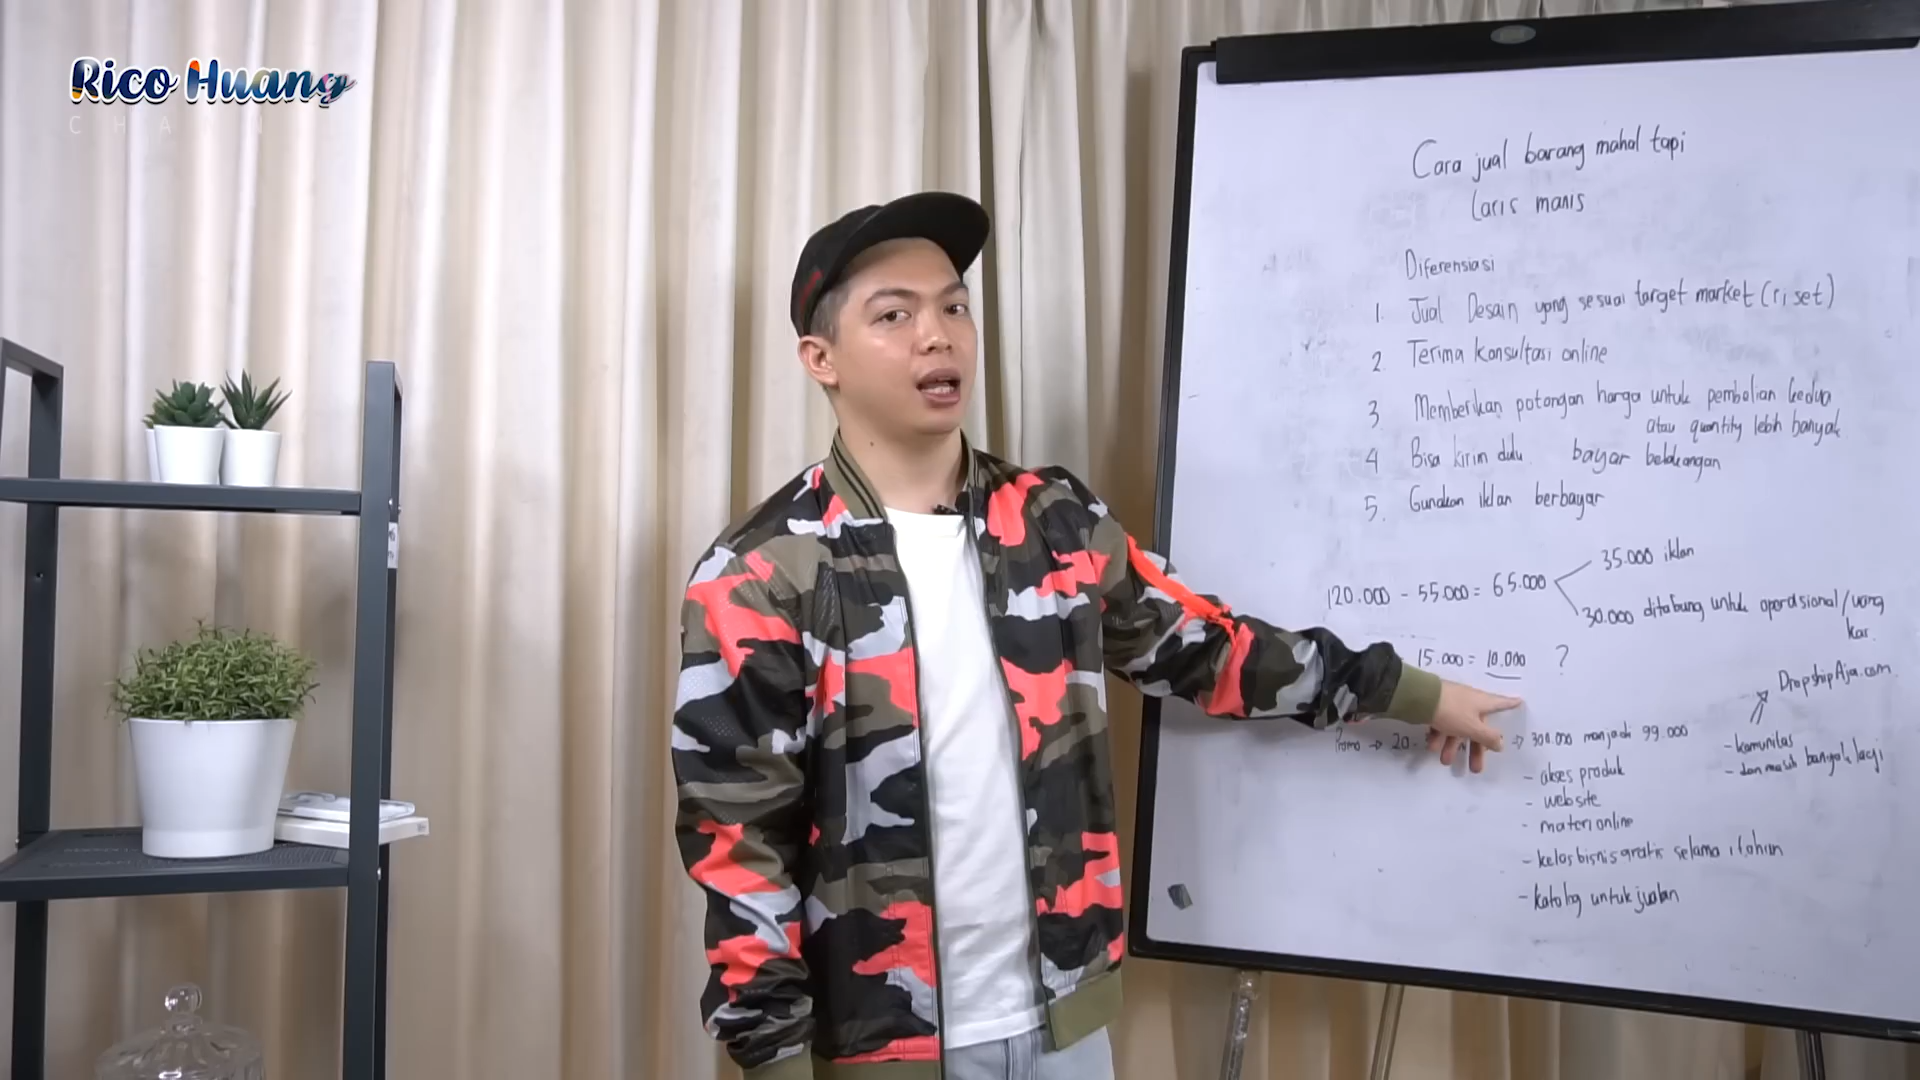 Rico Huang
CHANNEL
Cara jual barang mahal tapi
laris manis
Diferensiasi
1. Jual Desain yang sesuai target market (riset)
2. Terima konsultasi online
3 Memberikan potongan harga untuk pembelian kedua
atau quantity lebih banyak
4 Bisa kirim dulu bayar belakangan
5. Gunakan iklan berbayar
120.000 - 55.000 = 65.000
35.000 iklan
30.000 ditabung untuk operasional/uang
kar.
15.000 = 10.000 ?
DropshipAja.com
Promo → 20.
→ 300.000 menjadi 99.000
- akses produk
- website
- materi online
- kelas bisnis gratis selama 1 tahun
- katalog untuk jualan
- komunitas
- dan masih banyak lagi